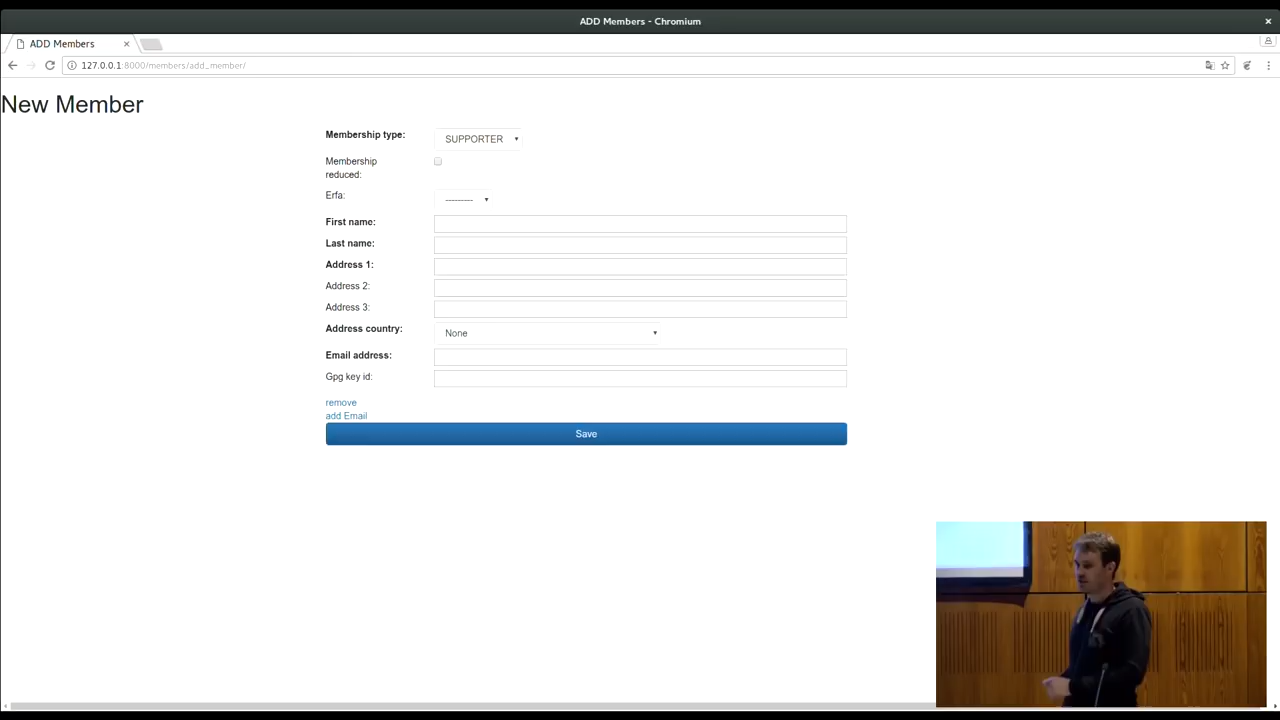 ADD Members - Chromium
ADD Members
127.0.0.1:8000/members/add_member/
New Member
Membership type:
SUPPORTER
Membership
reduced:
Erfa:
---------
First name:
Last name:
Address 1:
Address 2:
Address 3:
Address country:
None
Email address:
Gpg key id:
remove
add Email
Save